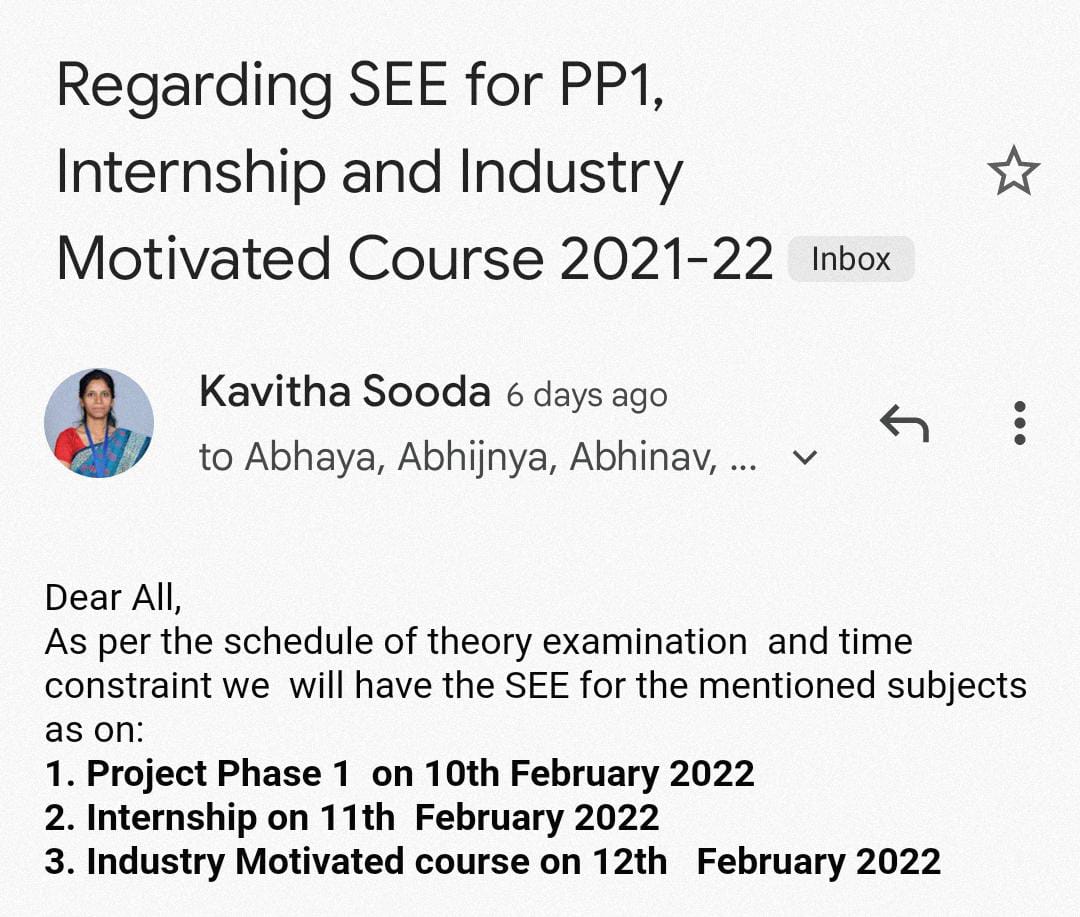 Regarding SEE for PP1,
Internship and Industry
Motivated Course 2021-22 Inbox
Kavitha Sooda 6 days ago
to Abhaya, Abhijnya, Abhinav, ...
Dear All,
As per the schedule of theory examination  and time
constraint we  will have the SEE for the mentioned subjects
as on:
1. Project Phase 1  on 10th February 2022
2. Internship on 11th  February 2022
3. Industry Motivated course on 12th   February 2022